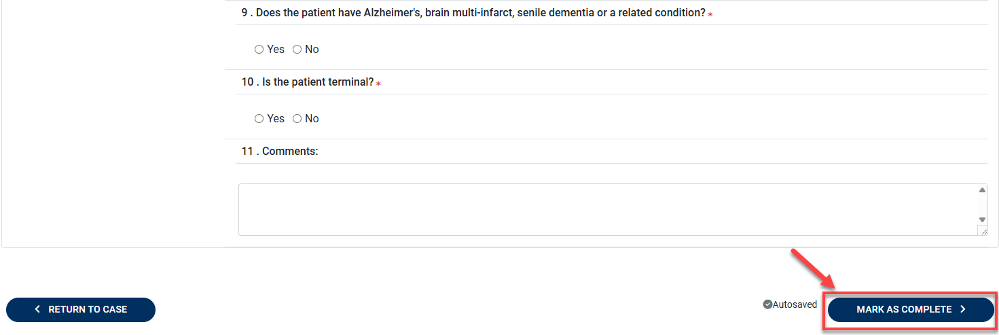 9 . Does the patient have Alzheimer's, brain multi-infarct, senile dementia or a related condition? *
Yes No
10 . Is the patient terminal? *
Yes No
11 . Comments:
RETURN TO CASE
Autosaved
MARK AS COMPLETE